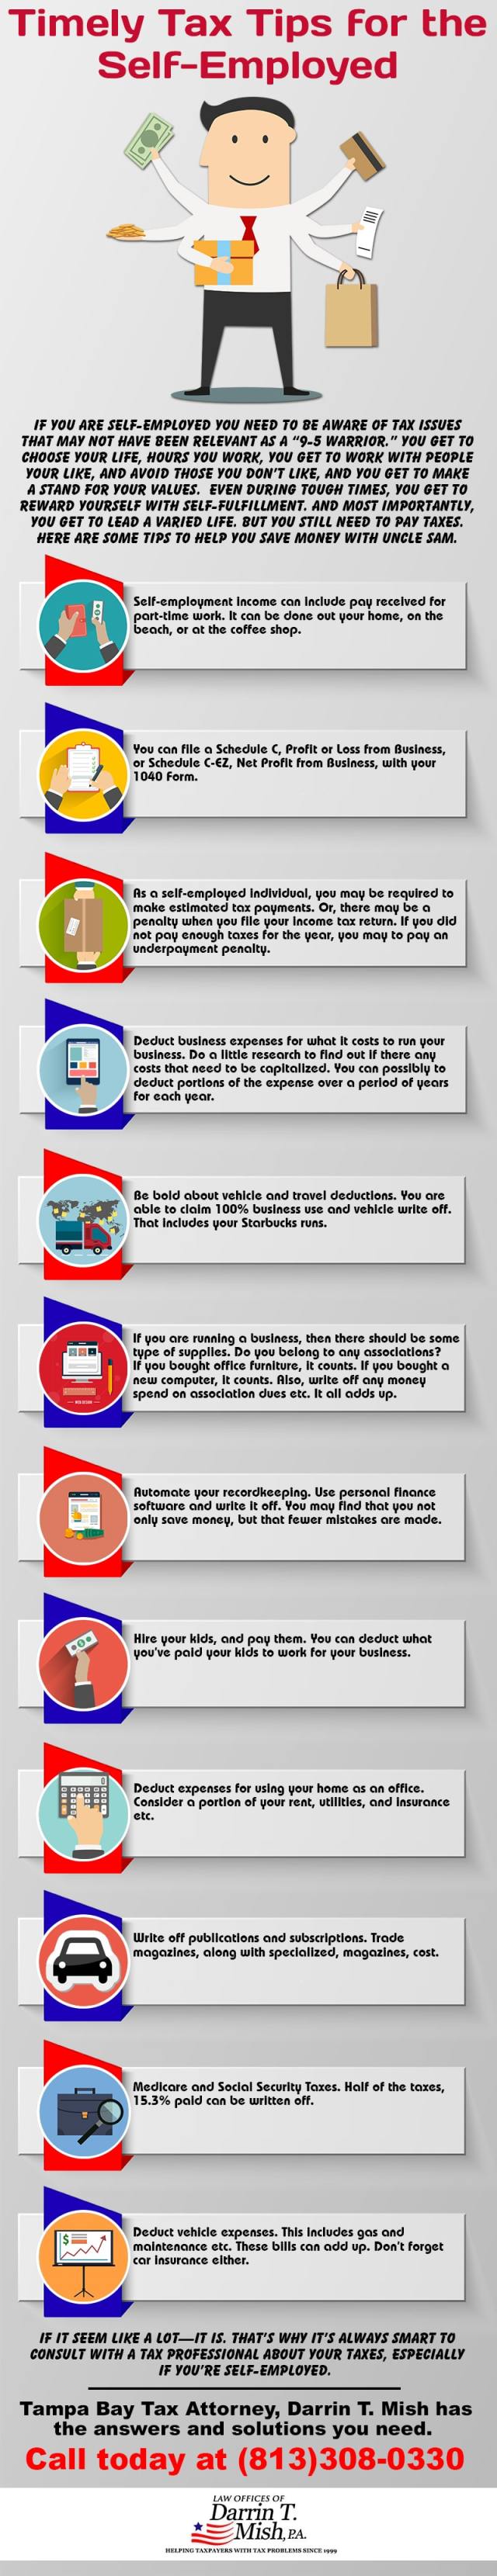 Timely Tax Tips for the
Self-Employed
IF YOU ARE SELF-EMPLOYED YOU NEED TO BE AWARE OF TAX ISSUES
THAT MAY NOT HAVE BEEN RELEVANT AS A “9-5 WARRIOR.” YOU GET TO
CHOOSE YOUR LIFE, HOURS YOU WORK, YOU GET TO WORK WITH PEOPLE
YOUR LIKE, AND AVOID THOSE YOU DON'T LIKE, AND YOU GET TO MAKE
A STAND FOR YOUR VALUES. EVEN DURING TOUGH TIMES, YOU GET TO
REWARD YOURSELF WITH SELF-FULFILLMENT. AND MOST IMPORTANTLY,
YOU GET TO LEAD A VARIED LIFE. BUT YOU STILL NEED TO PAY TAXES.
HERE ARE SOME TIPS TO HELP YOU SAVE MONEY WITH UNCLE SAM.
Self-employment income can include pay received for
part-time work. It can be done out your home, on the
beach, or at the coffee shop.
You can file a Schedule C, Profit or Loss from Business,
or Schedule C-EZ, Net Profit from Business, with your
1040 Form.
As a self-employed individual, you may be required to
make estimated tax payments. Or, there may be a
penalty when you file your income tax return. If you did
not pay enough taxes for the year, you may to pay an
underpayment penalty.
Deduct business expenses for what it costs to run your
business. Do a little research to find out if there any
costs that need to be capitalized. You can possibly to
deduct portions of the expense over a period of years
for each year.
Be bold about vehicle and travel deductions. You are
able to claim 100% business use and vehicle write off.
That includes your Starbucks runs.
If you are running a business, then there should be some
type of supplies. Do you belong to any associations?
If you bought office furniture, it counts. If you bought a
new computer, it counts. Also, write off any money
spend on association dues etc. It all adds up.
WEB DESIGN
Automate your recordkeeping. Use personal finance
software and write it off. You may find that you not
only save money, but that fewer mistakes are made.
Hire your kids, and pay them. You can deduct what
you've paid your kids to work for your business.
Deduct expenses for using your home as an office.
Consider a portion of your rent, utilities, and insurance
etc.
Write off publications and subscriptions. Trade
magazines, along with specialized, magazines, cost.
Medicare and Social Security Taxes. Half of the taxes,
15.3% paid can be written off.
Deduct vehicle expenses. This includes gas and
maintenance etc. These bills can add up. Don't forget
car insurance either.
IF IT SEEM LIKE A LOT—IT IS. THAT'S WHY IT'S ALWAYS SMART TO
CONSULT WITH A TAX PROFESSIONAL ABOUT YOUR TAXES, ESPECIALLY
IF YOU'RE SELF-EMPLOYED.
Tampa Bay Tax Attorney, Darrin T. Mish has
the answers and solutions you need.
Call today at (813)308-0330
LAW OFFICES OF
Darrin T.
Mish, P.A.
HELPING TAXPAYERS WITH TAX PROBLEMS SINCE 1999